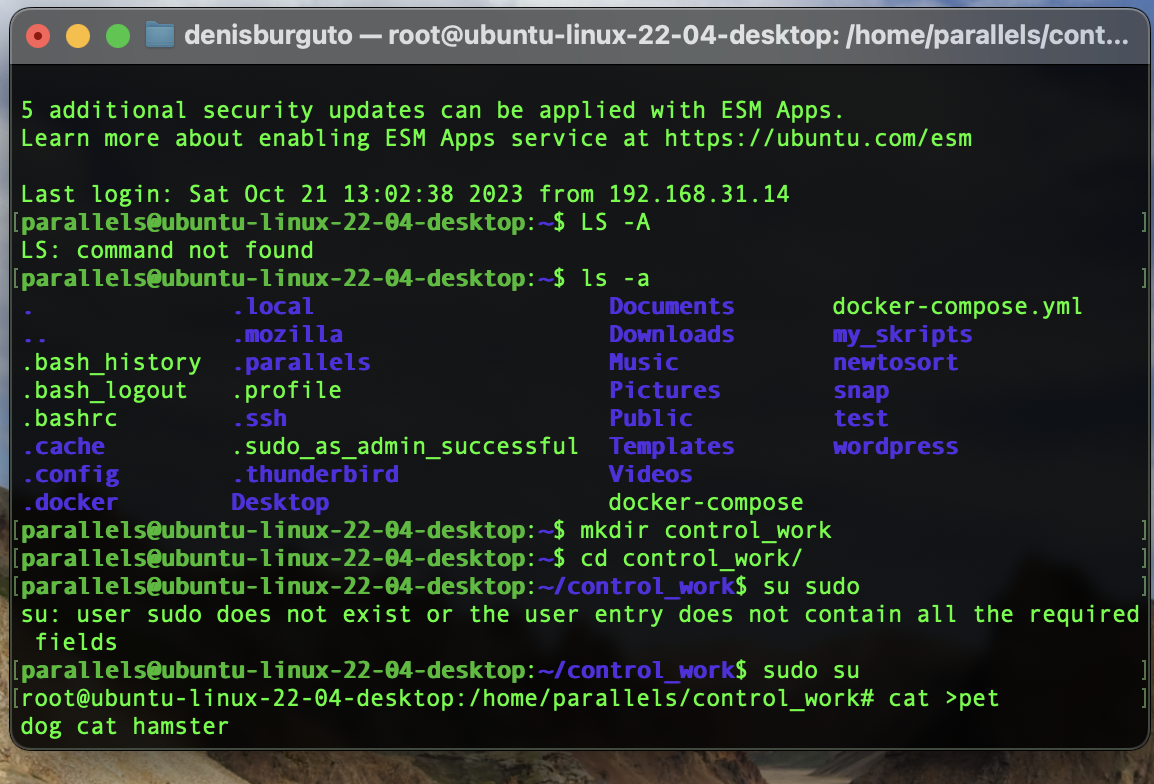 denisburguto — root@ubuntu-linux-22-04-desktop: /home/parallels/cont...
5 additional security updates can be applied with ESM Apps.
Learn more about enabling ESM Apps service at https://ubuntu.com/esm
Last login: Sat Oct 21 13:02:38 2023 from 192.168.31.14
[parallels@ubuntu-linux-22-04-desktop:~$ LS -A ]
LS: command not found
[parallels@ubuntu-linux-22-04-desktop:~$ ls -a ]
. .local Documents docker-compose.yml
.. .mozilla Downloads my_skripts
.bash_history .parallels Music newtosort
.bash_logout .profile Pictures snap
.bashrc .ssh Public test
.cache .sudo_as_admin_successful Templates wordpress
.config .thunderbird Videos
.docker Desktop docker-compose
[parallels@ubuntu-linux-22-04-desktop:~$ mkdir control_work ]
[parallels@ubuntu-linux-22-04-desktop:~$ cd control_work/ ]
[parallels@ubuntu-linux-22-04-desktop:~/control_work$ su sudo ]
su: user sudo does not exist or the user entry does not contain all the required
fields
[parallels@ubuntu-linux-22-04-desktop:~/control_work$ sudo su ]
[root@ubuntu-linux-22-04-desktop:/home/parallels/control_work# cat >pet ]
dog cat hamster